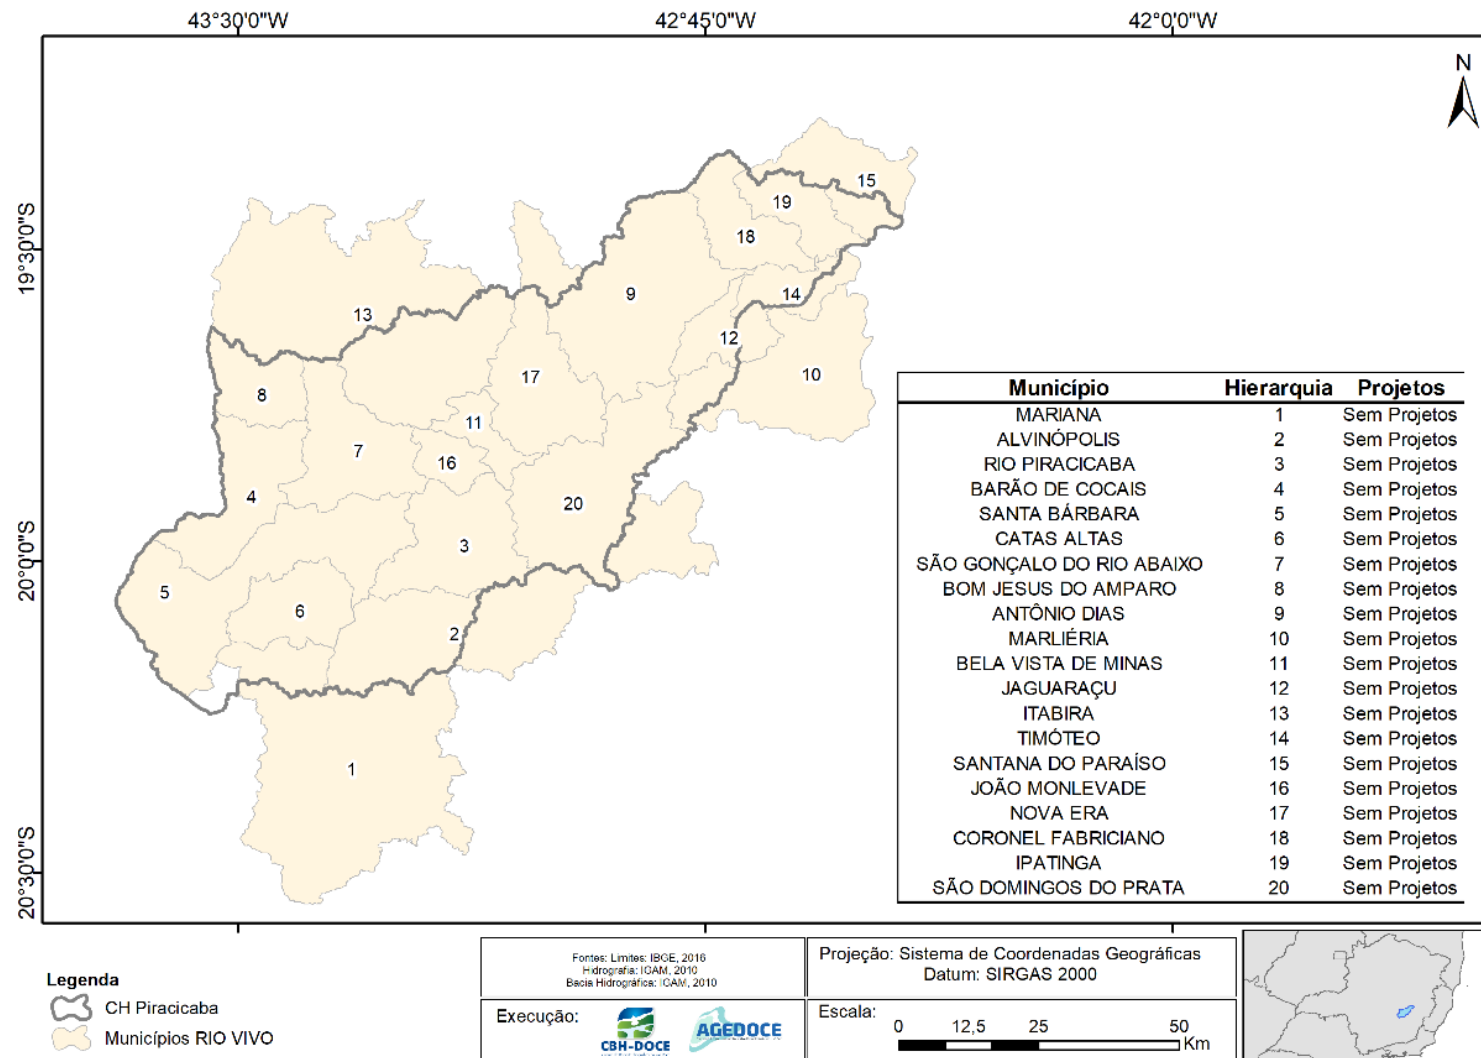 43°30'0"W
42°45'0"W
42°0'0"W
N
19°30'0"S
20°0'0"S
20°30'0"S
15
19
18
9
14
13
12
10
17
8
11
7
16
4
20
3
5
6
2
1
Município Hierarquia Projetos
MARIANA 1 Sem Projetos
ALVINÓPOLIS 2 Sem Projetos
RIO PIRACICABA 3 Sem Projetos
BARÃO DE COCAIS 4 Sem Projetos
SANTA BÁRBARA 5 Sem Projetos
CATAS ALTAS 6 Sem Projetos
SÃO GONÇALO DO RIO ABAIXO 7 Sem Projetos
BOM JESUS DO AMPARO 8 Sem Projetos
ANTÔNIO DIAS 9 Sem Projetos
MARLIÉRIA 10 Sem Projetos
BELA VISTA DE MINAS 11 Sem Projetos
JAGUARAÇU 12 Sem Projetos
ITABIRA 13 Sem Projetos
TIMÓTEO 14 Sem Projetos
SANTANA DO PARAÍSO 15 Sem Projetos
JOÃO MONLEVADE 16 Sem Projetos
NOVA ERA 17 Sem Projetos
CORONEL FABRICIANO 18 Sem Projetos
IPATINGA 19 Sem Projetos
SÃO DOMINGOS DO PRATA 20 Sem Projetos
Legenda
CH Piracicaba
Municípios RIO VIVO
Fontes: Limites: IBGE, 2016
Hidrografia: IGAM, 2010
Bacia Hidrográfica: IGAM, 2010
Execução:
CBH-DOCE
AGEDOCE
Projeção: Sistema de Coordenadas Geográficas
Datum: SIRGAS 2000
Escala:
0 12,5 25 50
Km